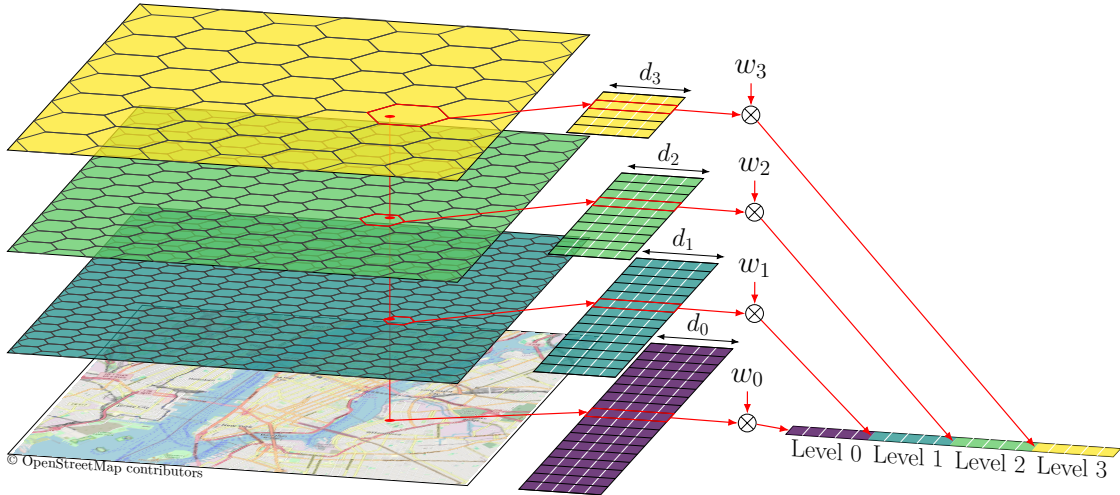 d₃
w₃
d₂
w₂
d₁
w₁
d₀
w₀
Level 0 Level 1 Level 2 Level 3
© OpenStreetMap contributors